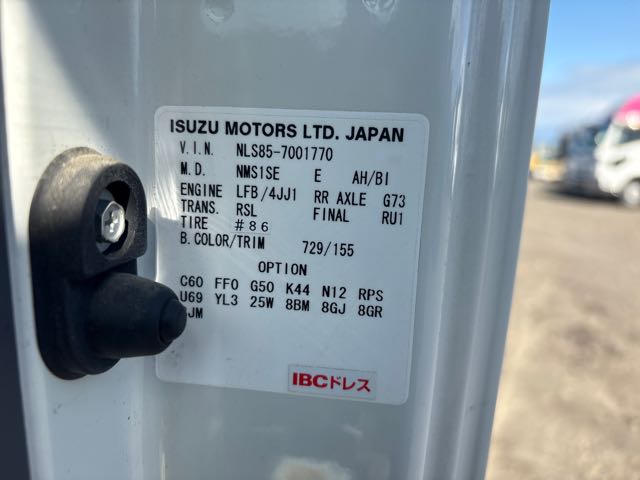 ISUZU MOTORS LTD. JAPAN
V.I.N. NLS85-7001770
M.D. NMS1SE E AH/BI
ENGINE LFB/4JJ1 RR AXLE G73
TRANS. RSL FINAL RU1
TIRE #86
B.COLOR/TRIM 729/155
OPTION
C60 FF0 G50 K44 N12 RPS
U69 YL3 25W 8BM 8GJ 8GR
JM
IBCドレス